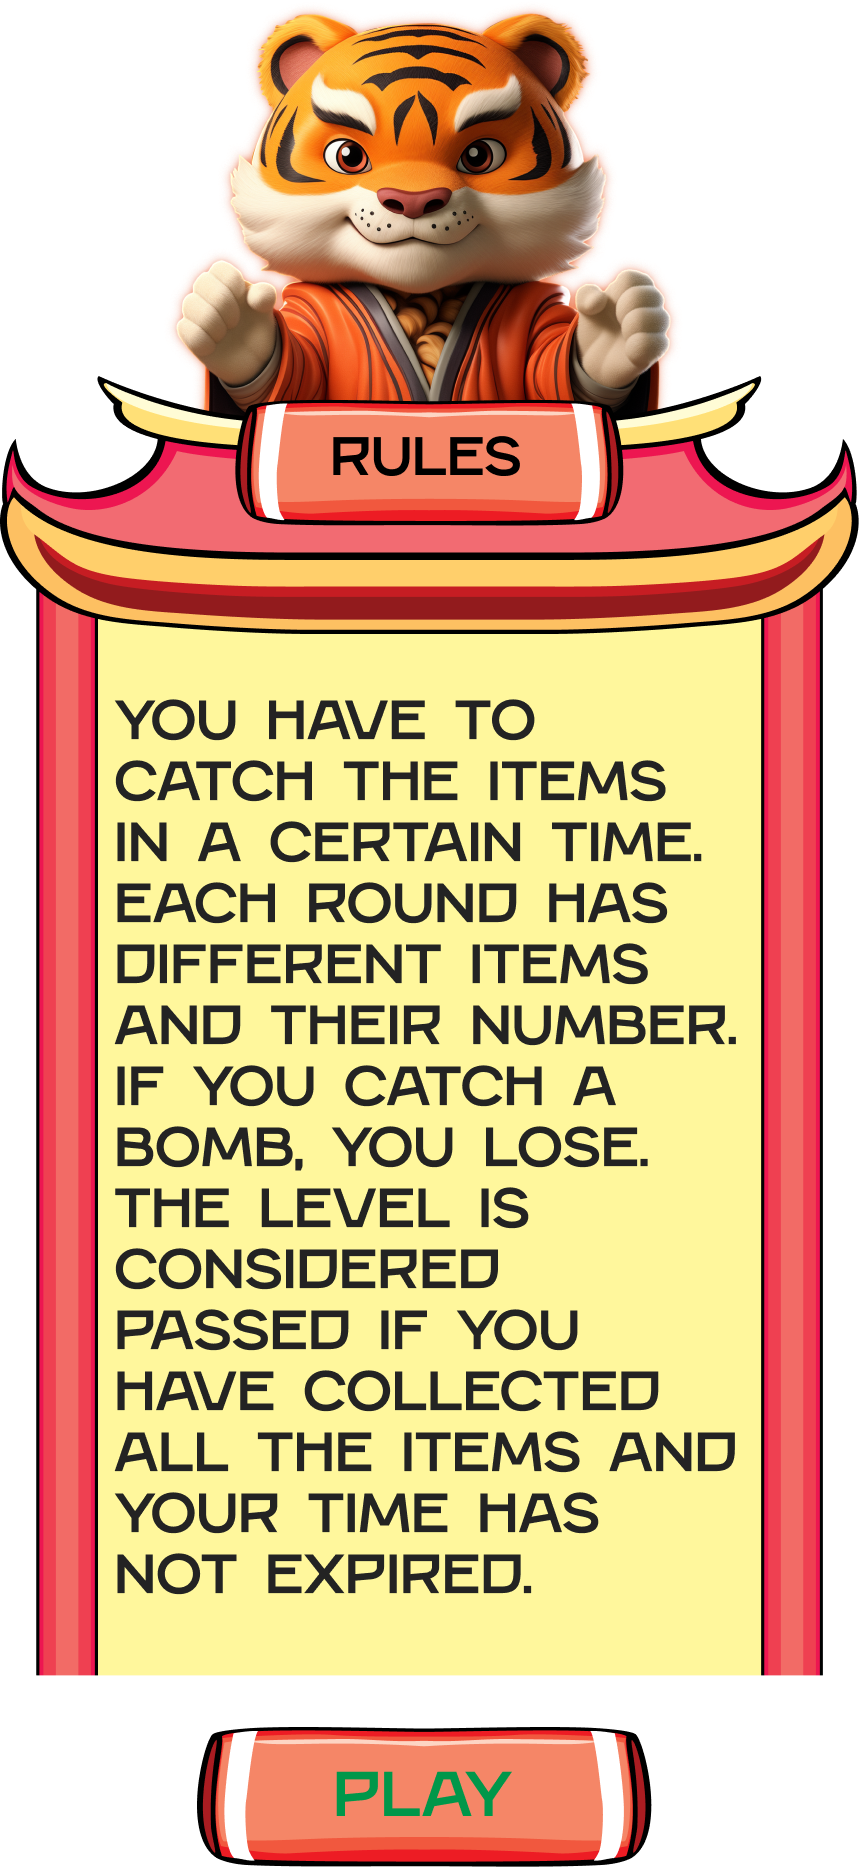 RULES
YOU HAVE TO
CATCH THE ITEMS
IN A CERTAIN TIME.
EACH ROUND HAS
DIFFERENT ITEMS
AND THEIR NUMBER.
IF YOU CATCH A
BOMB, YOU LOSE.
THE LEVEL IS
CONSIDERED
PASSED IF YOU
HAVE COLLECTED
ALL THE ITEMS AND
YOUR TIME HAS
NOT EXPIRED.
PLAY